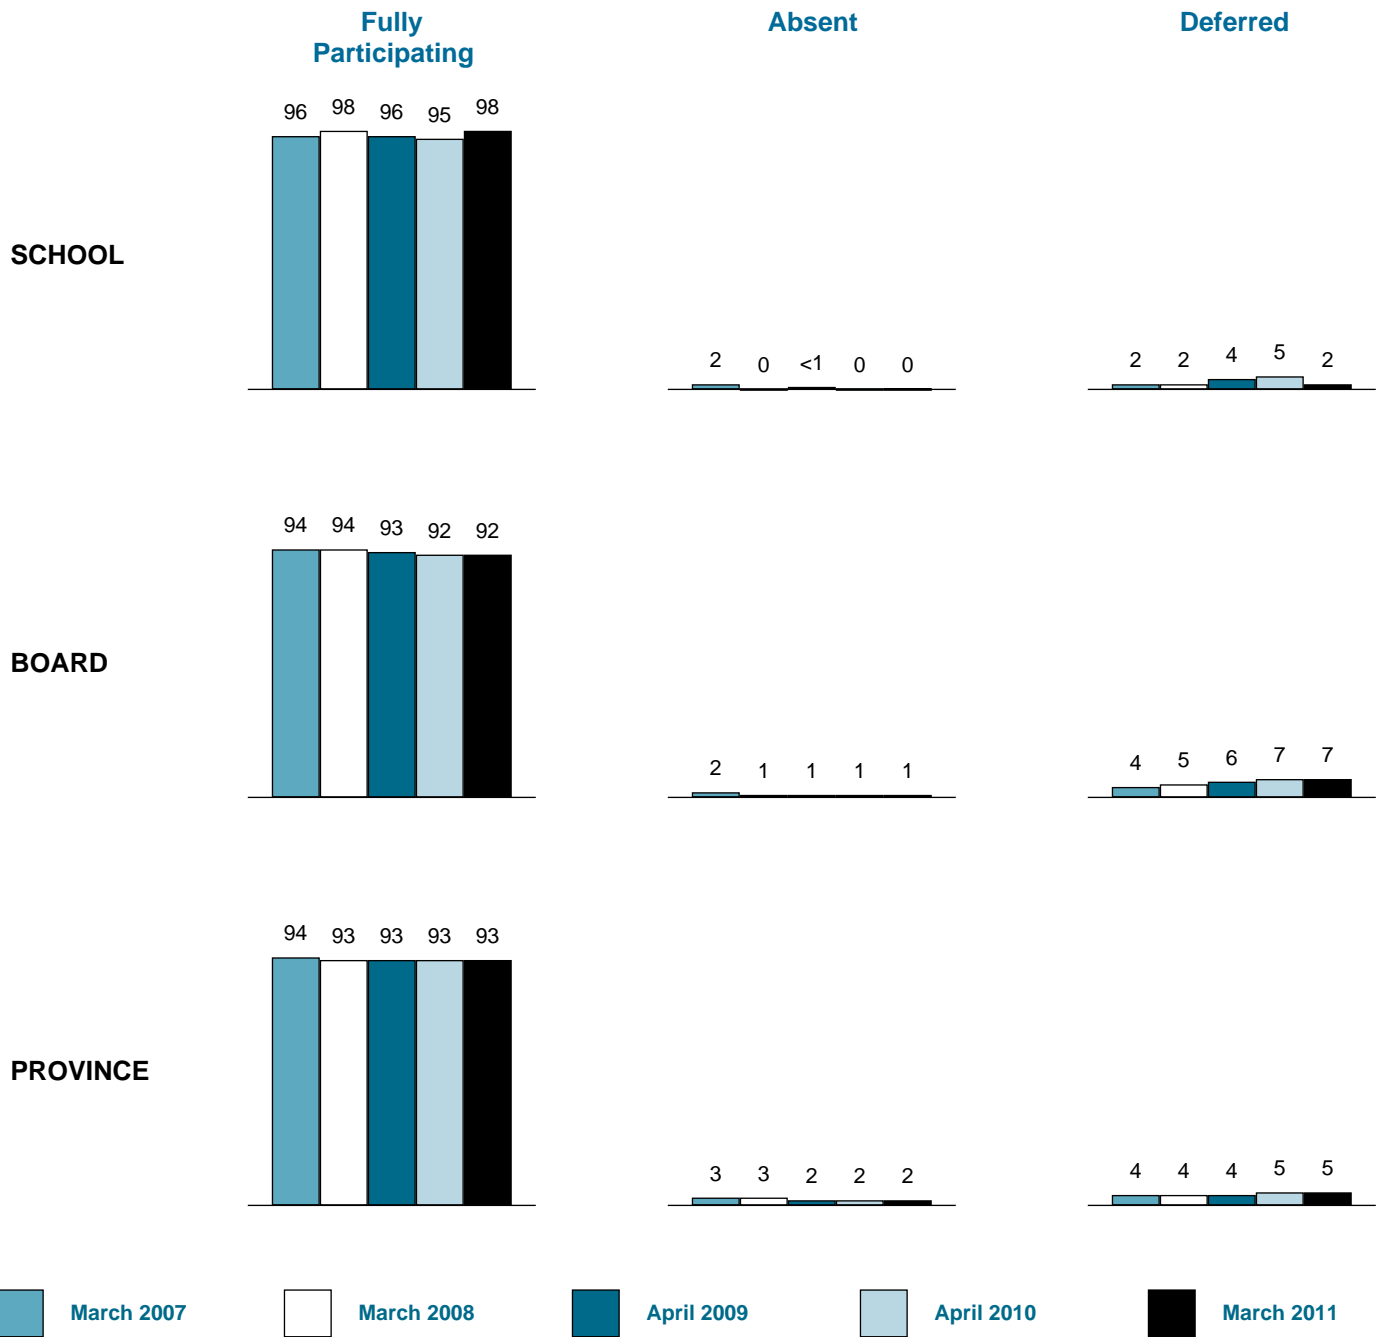 Fully
Participating
Absent
Deferred
SCHOOL
96 98 96 95 98
2 0 <1 0 0
2 2 4 5 2
BOARD
94 94 93 92 92
2 1 1 1 1
4 5 6 7 7
PROVINCE
94 93 93 93 93
3 3 2 2 2
4 4 4 5 5
March 2007
March 2008
April 2009
April 2010
March 2011